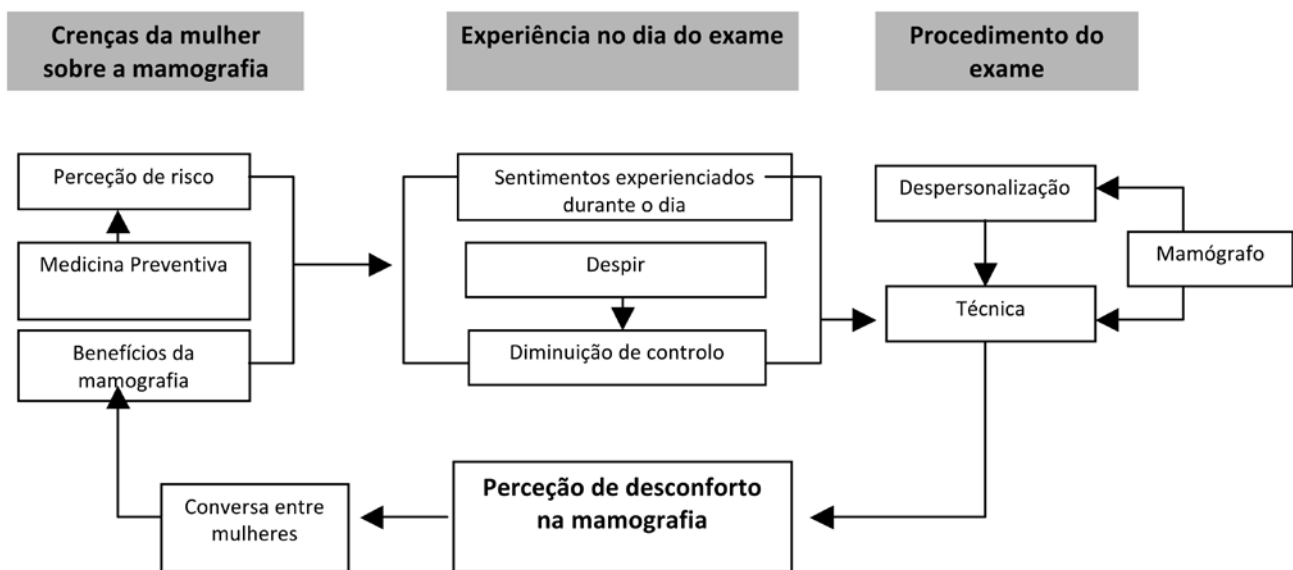 Crenças da mulher
sobre a mamografia
Experiência no dia do exame
Procedimento do
exame
Perceção de risco
Medicina Preventiva
Benefícios da
mamografia
Sentimentos experienciados
durante o dia
Despir
Diminuição de controlo
Despersonalização
Mamógrafo
Técnica
Perceção de desconforto
na mamografia
Conversa entre
mulheres